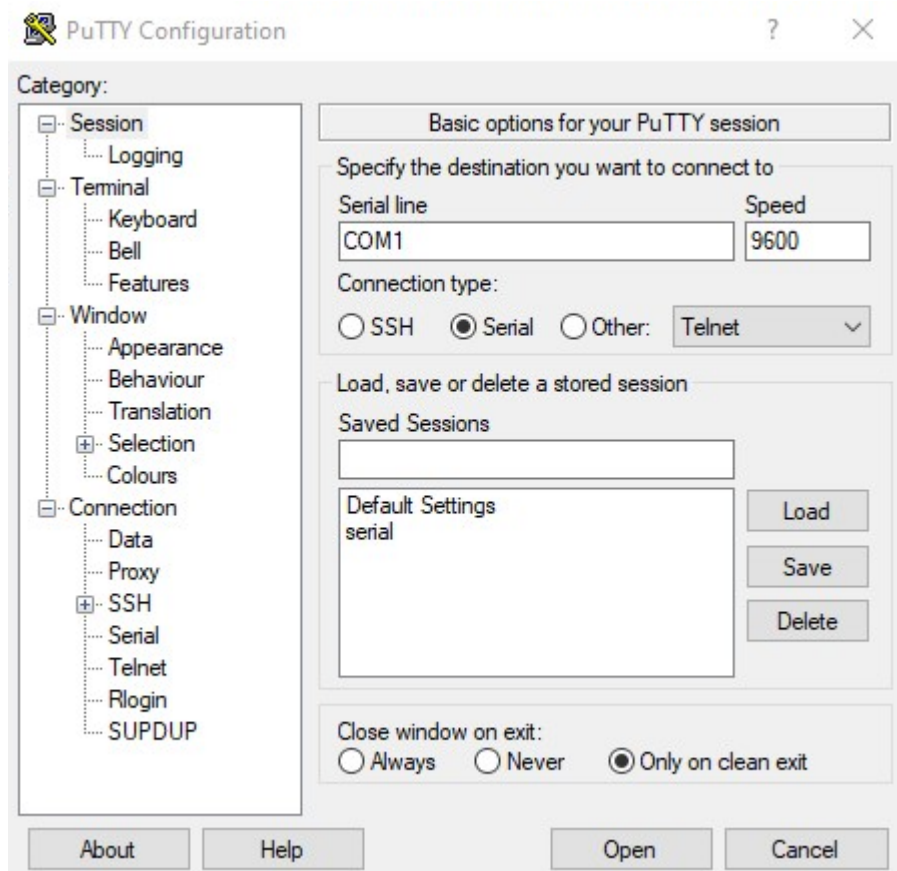 PuTTY Configuration
?
Category:
Session
Logging
Terminal
Keyboard
Bell
Features
Window
Appearance
Behaviour
Translation
Selection
Colours
Connection
Data
Proxy
SSH
Serial
Telnet
Rlogin
SUPDUP
Basic options for your PuTTY session
Specify the destination you want to connect to
Serial line Speed
COM1 9600
Connection type:
SSH Serial Other: Telnet
Load, save or delete a stored session
Saved Sessions
Default Settings
serial
Load
Save
Delete
Close window on exit:
Always Never Only on clean exit
About Help Open Cancel